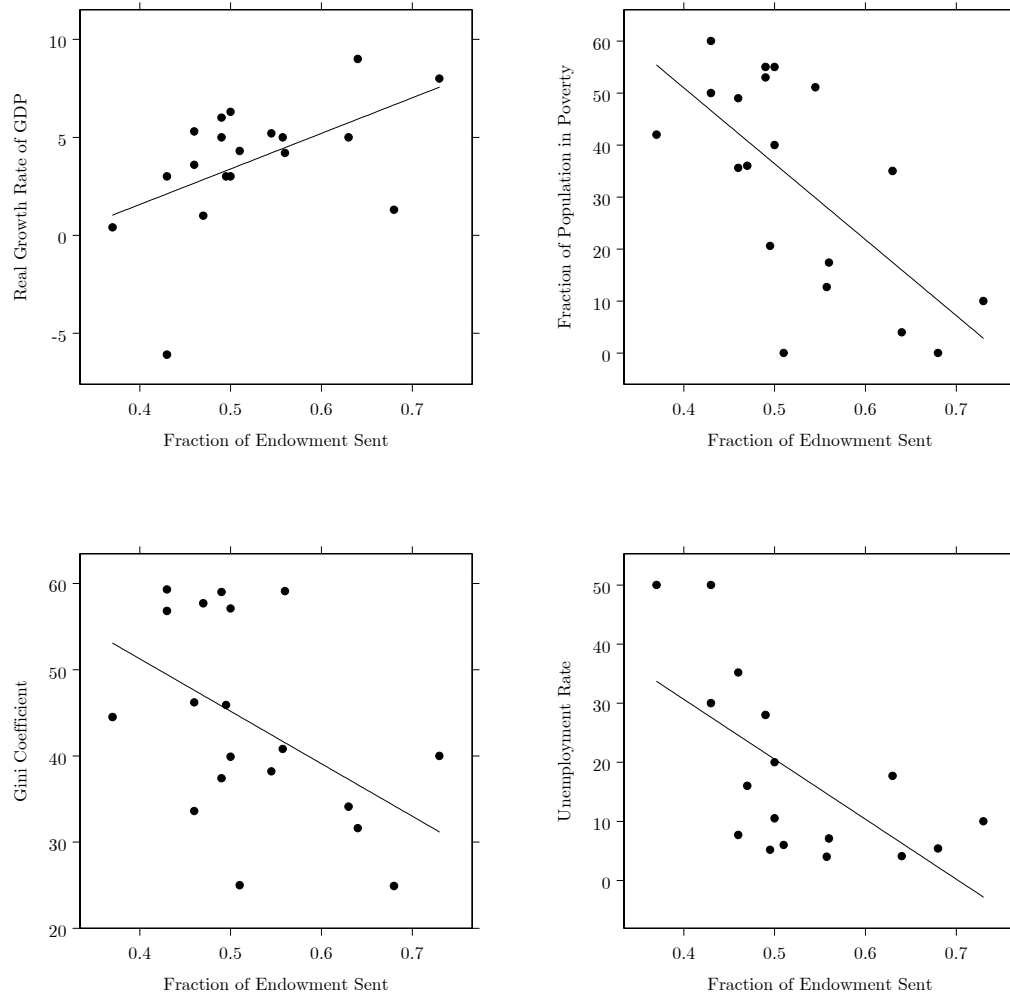 Real Growth Rate of GDP
10
5
0
-5
0.4 0.5 0.6 0.7
Fraction of Endowment Sent
Fraction of Population in Poverty
60
50
40
30
20
10
0
0.4 0.5 0.6 0.7
Fraction of Ednowment Sent
Gini Coefficient
60
50
40
30
20
0.4 0.5 0.6 0.7
Fraction of Endowment Sent
Unemployment Rate
50
40
30
20
10
0
0.4 0.5 0.6 0.7
Fraction of Endowment Sent